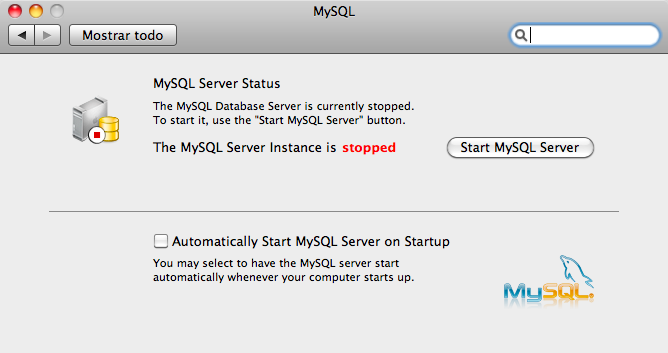 MySQL
Mostrar todo
MySQL Server Status
The MySQL Database Server is currently stopped.
To start it, use the "Start MySQL Server" button.
The MySQL Server Instance is stopped
Start MySQL Server
Automatically Start MySQL Server on Startup
You may select to have the MySQL server start
automatically whenever your computer starts up.
MySQL.